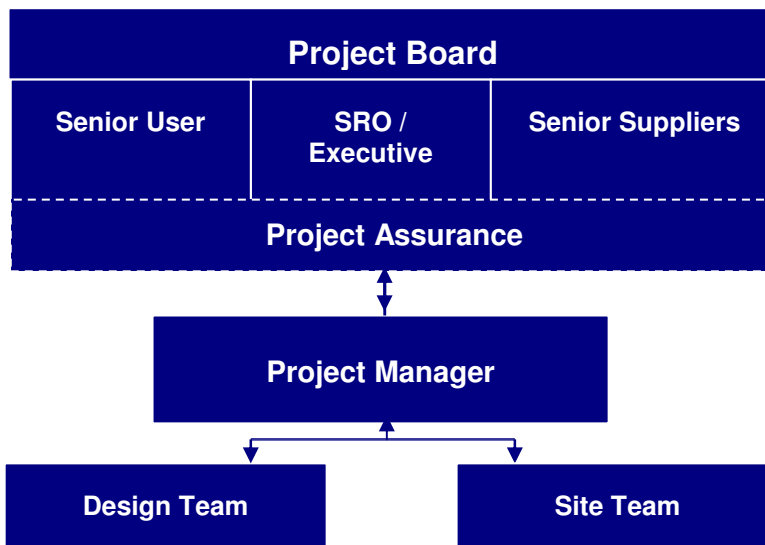 Project Board
Senior User
SRO /
Executive
Senior Suppliers
Project Assurance
Project Manager
Design Team
Site Team